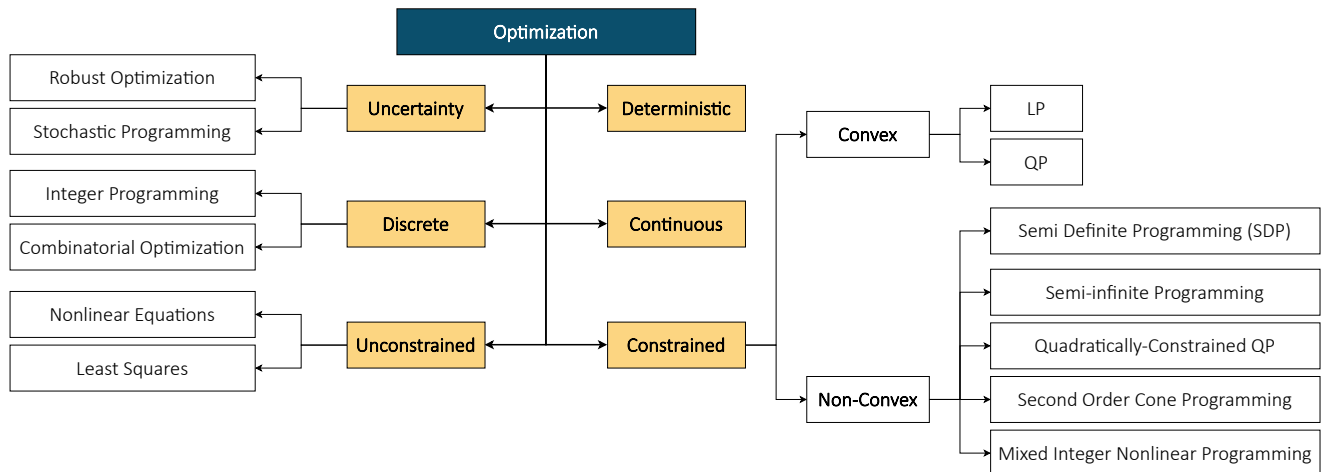 Optimization
Robust Optimization
Stochastic Programming
Uncertainty
Deterministic
Integer Programming
Combinatorial Optimization
Discrete
Continuous
Nonlinear Equations
Least Squares
Unconstrained
Constrained
Convex
LP
QP
Non-Convex
Semi Definite Programming (SDP)
Semi-infinite Programming
Quadratically-Constrained QP
Second Order Cone Programming
Mixed Integer Nonlinear Programming